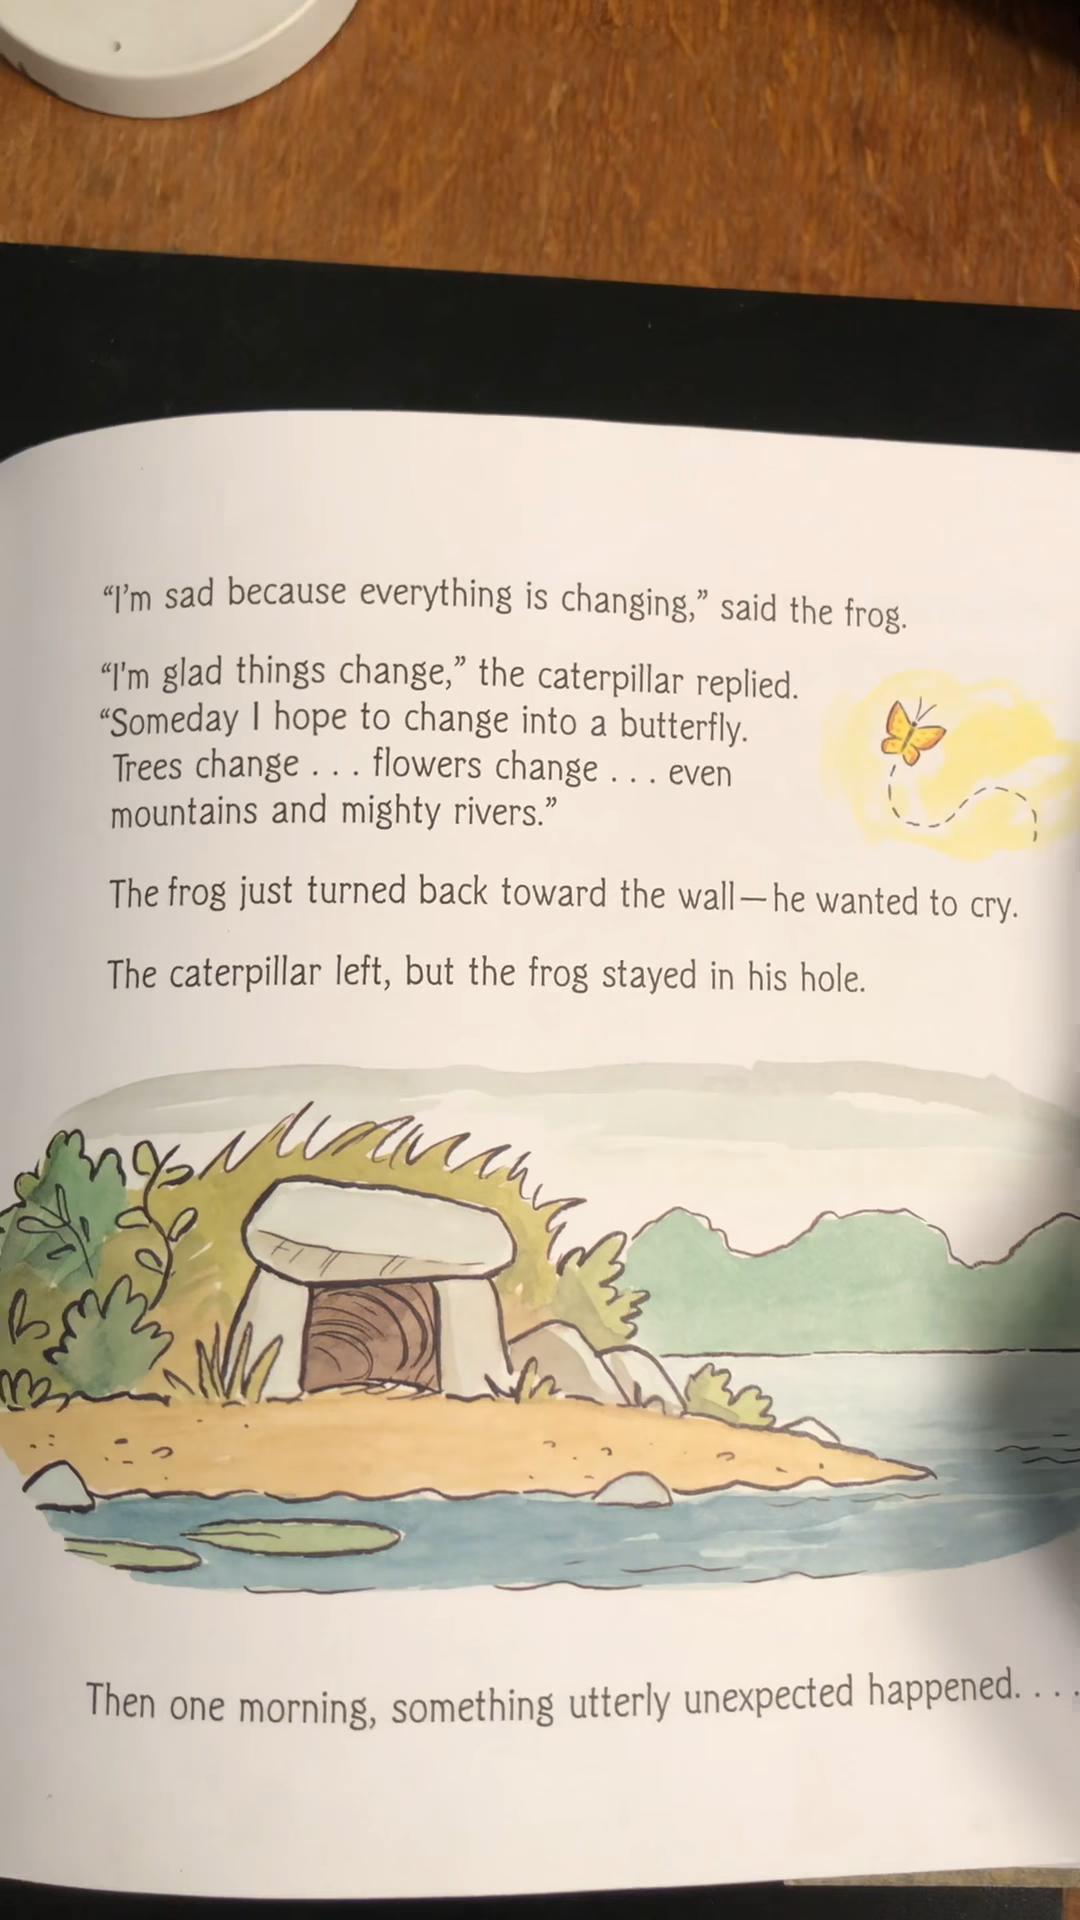 “I’m sad because everything is changing,” said the frog.
“I'm glad things change,” the caterpillar replied.
“Someday I hope to change into a butterfly.
Trees change . . . flowers change . . . even
mountains and mighty rivers.”
The frog just turned back toward the wall—he wanted to cry.
The caterpillar left, but the frog stayed in his hole.
Then one morning, something utterly unexpected happened. . . .